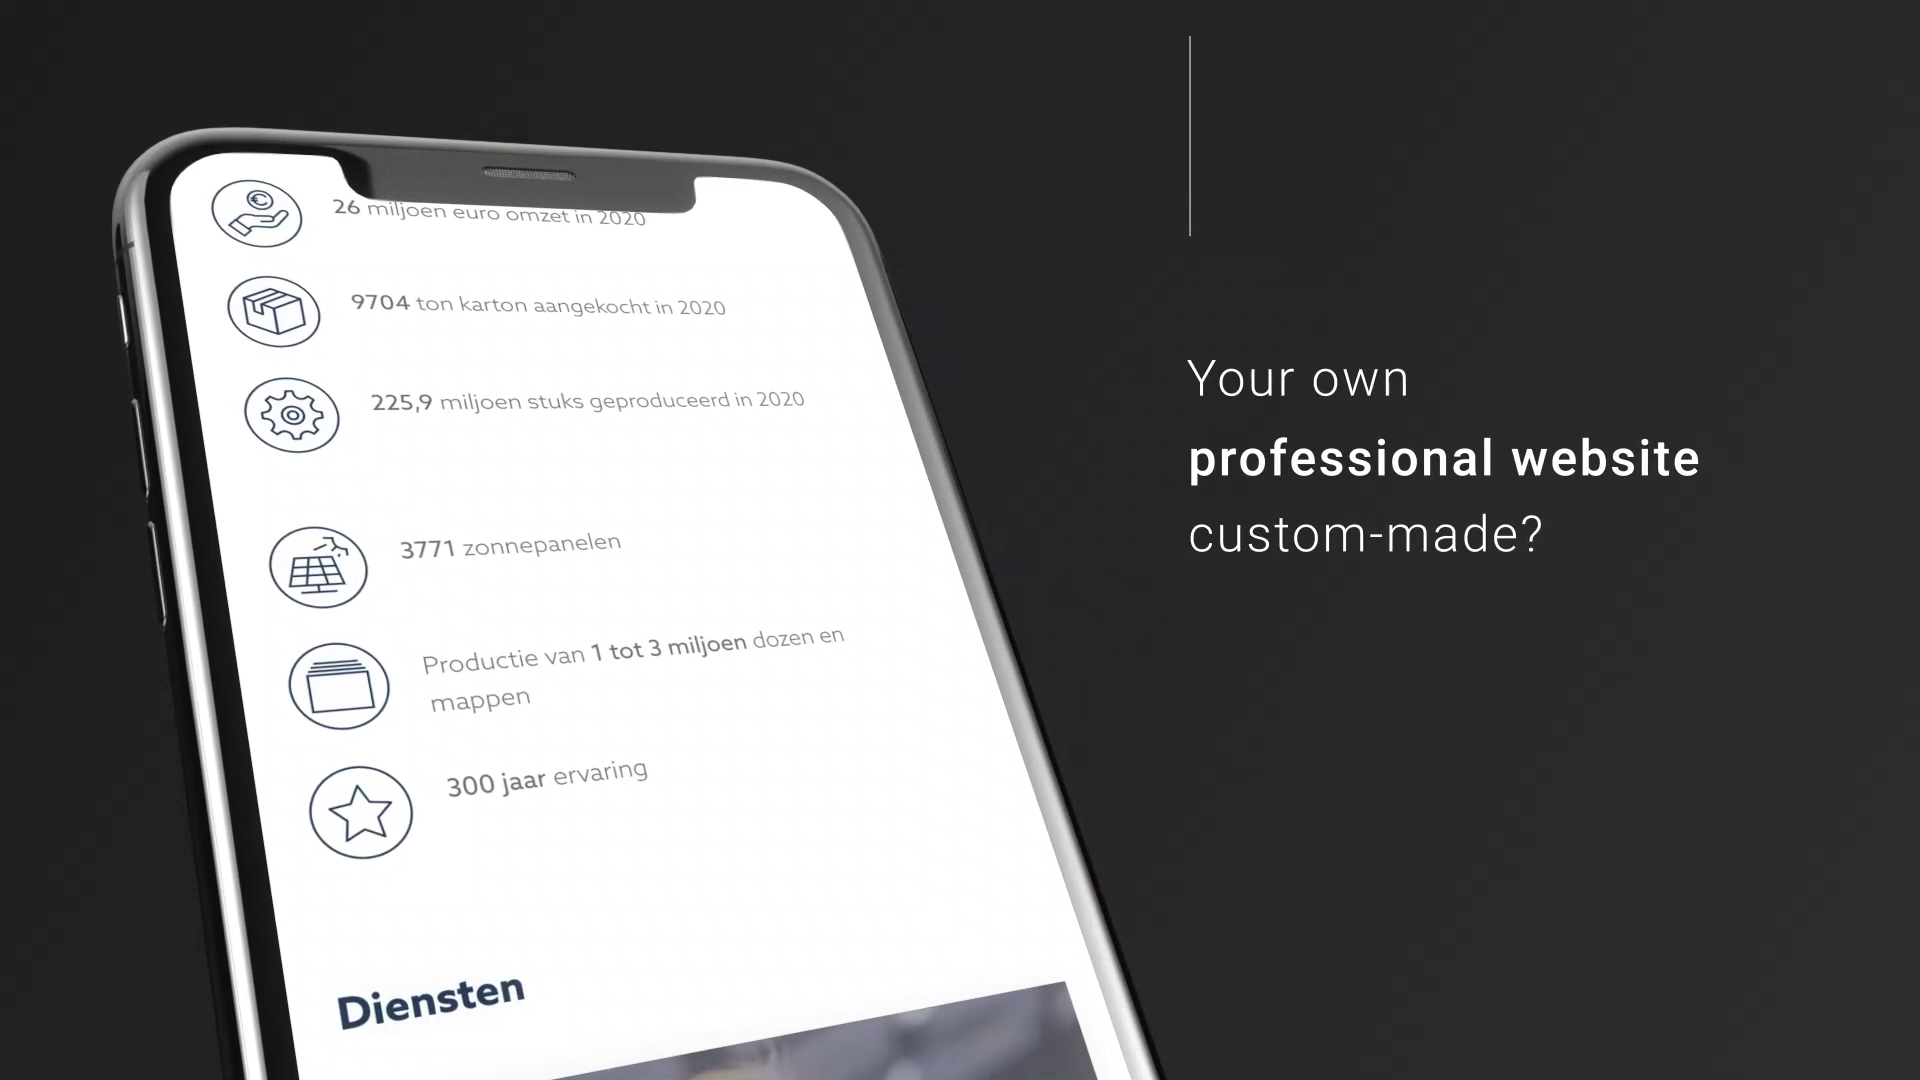 26 miljoen euro omzet in 2020
9704 ton karton aangekocht in 2020
225,9 miljoen stuks geproduceerd in 2020
3771 zonnepanelen
Productie van 1 tot 3 miljoen dozen en
mappen
300 jaar ervaring
Diensten
Your own
professional website
custom-made?